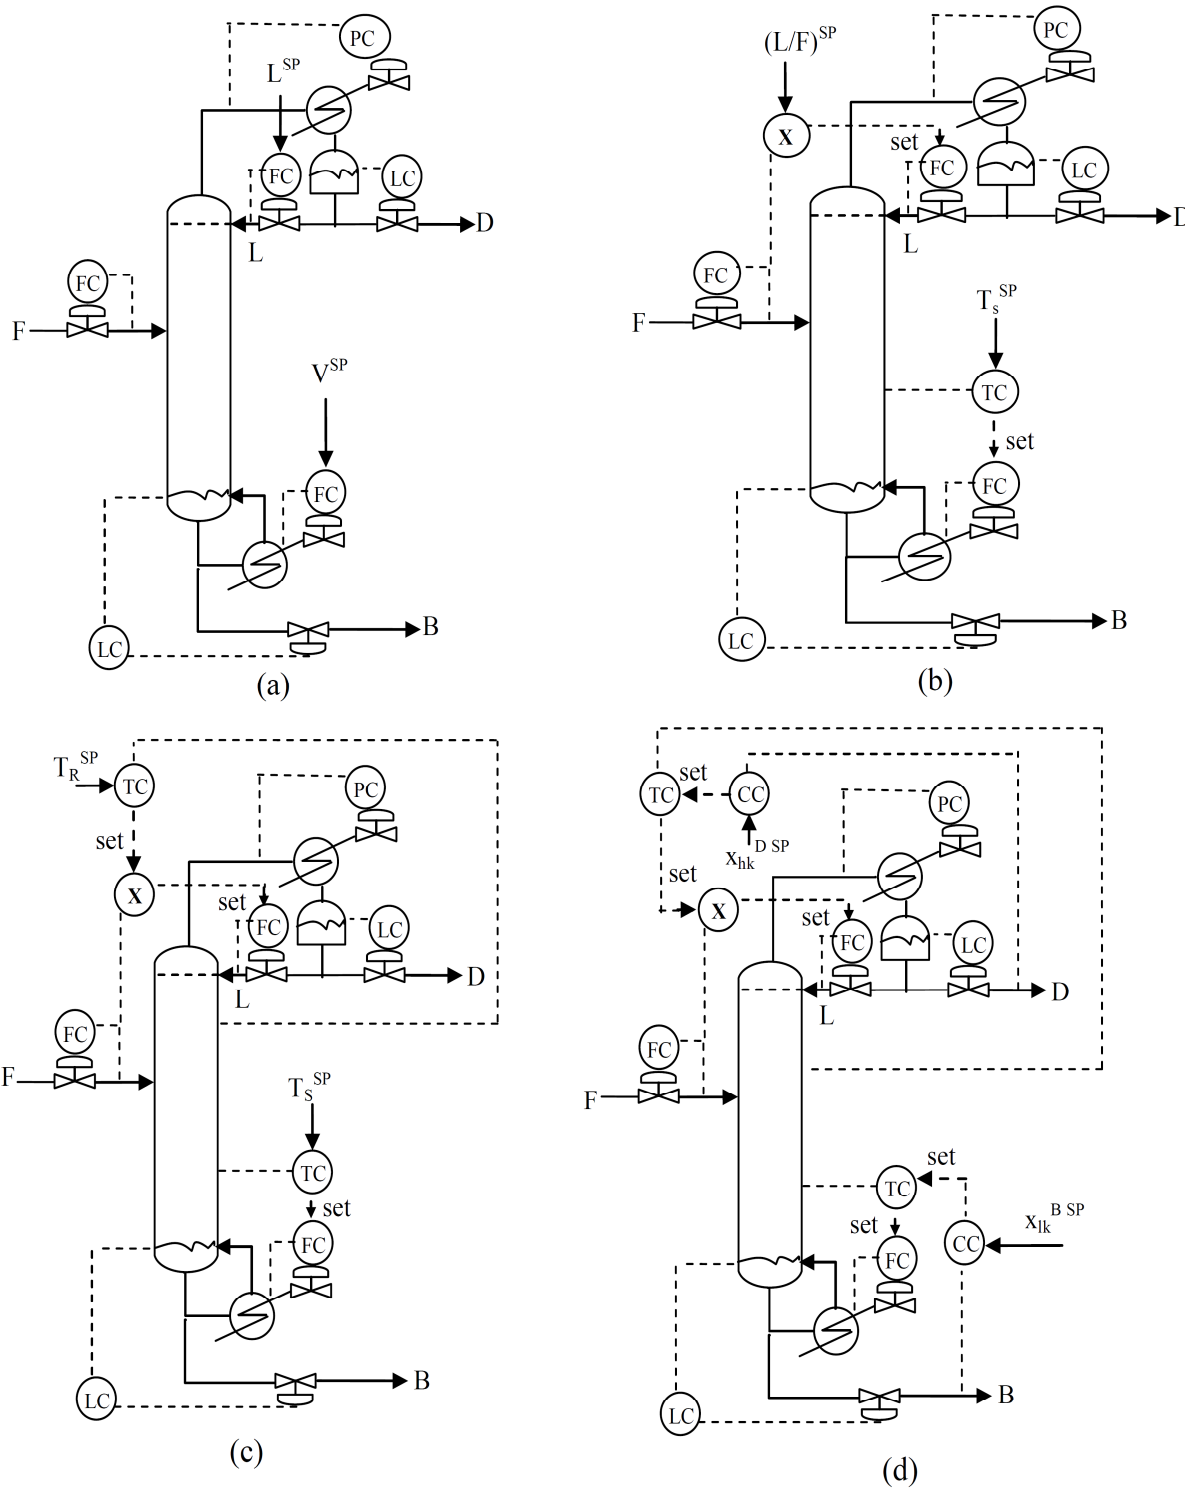 PC
L^SP
FC
LC
D
L
FC
F
V^SP
FC
LC
B
(a)
(L/F)^SP
PC
X
set
FC
LC
D
L
FC
F
T_s^SP
TC
set
FC
LC
B
(b)
T_R^SP
TC
PC
set
X
set
FC
LC
D
L
FC
F
T_S^SP
TC
set
FC
LC
B
(c)
TC
set
CC
PC
x_hk^D SP
set
X
set
FC
LC
D
L
FC
F
TC
set
set
FC
CC
x_lk^B SP
LC
B
(d)